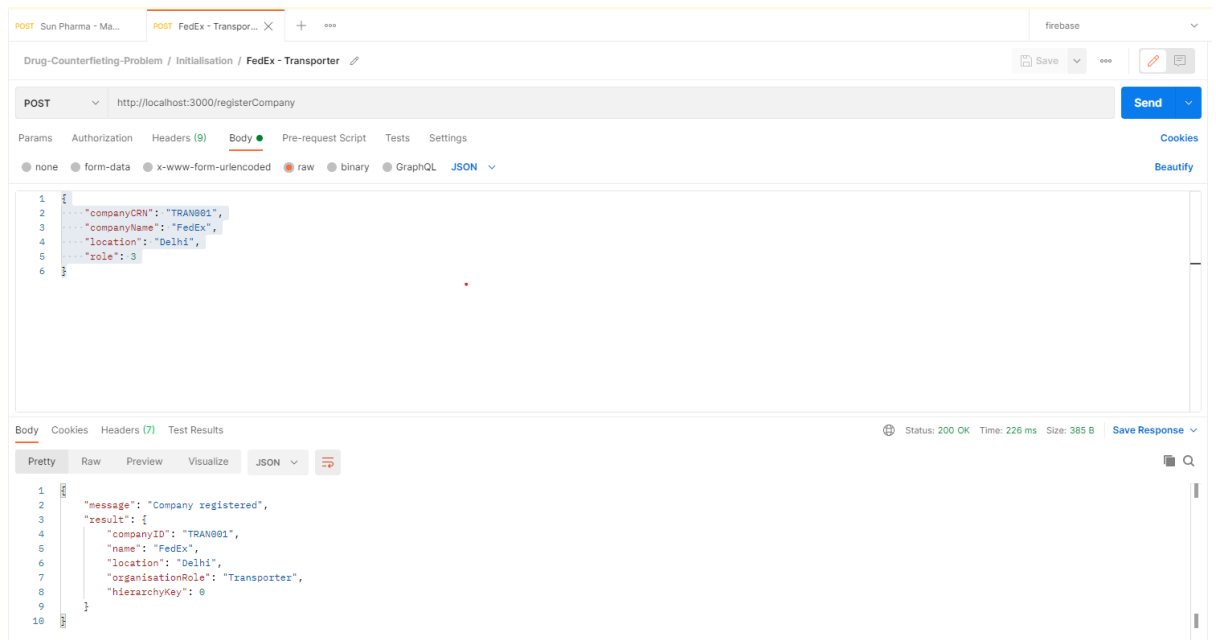 POST Sun Pharma - Ma... POST FedEx - Transpor... firebase
Drug-Counterfieting-Problem / Initialisation / FedEx - Transporter Save
POST http://localhost:3000/registerCompany Send
Params Authorization Headers (9) Body Pre-request Script Tests Settings Cookies
none form-data x-www-form-urlencoded raw binary GraphQL JSON Beautify
1 {
2 "companyCRN": "TRAN001",
3 "companyName": "FedEx",
4 "location": "Delhi",
5 "role": 3
6 }
Body Cookies Headers (7) Test Results Status: 200 OK Time: 226 ms Size: 385 B Save Response
Pretty Raw Preview Visualize JSON
1 {
2 "message": "Company registered",
3 "result": {
4 "companyID": "TRAN001",
5 "name": "FedEx",
6 "location": "Delhi",
7 "organisationRole": "Transporter",
8 "hierarchyKey": 0
9 }
10 }